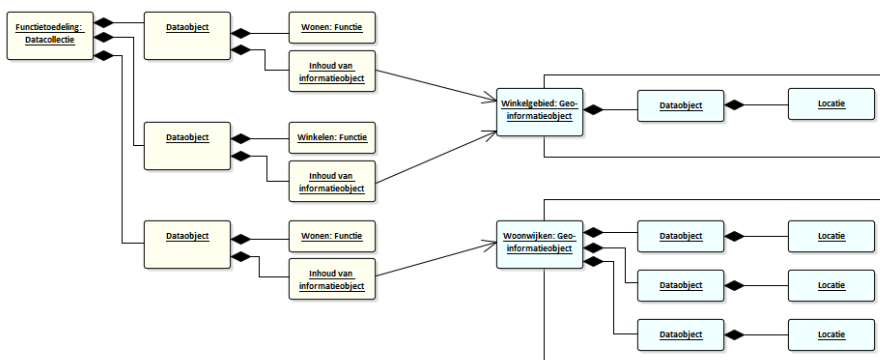 Functietoedeling:
Datacollectie
Dataobject
Wonen: Functie
Inhoud van
informatieobject
Winkelgebied: Geo-
informatieobject
Dataobject
Locatie
Dataobject
Winkelen: Functie
Inhoud van
informatieobject
Dataobject
Wonen: Functie
Inhoud van
informatieobject
Woonwijken: Geo-
informatieobject
Dataobject
Locatie
Dataobject
Locatie
Dataobject
Locatie